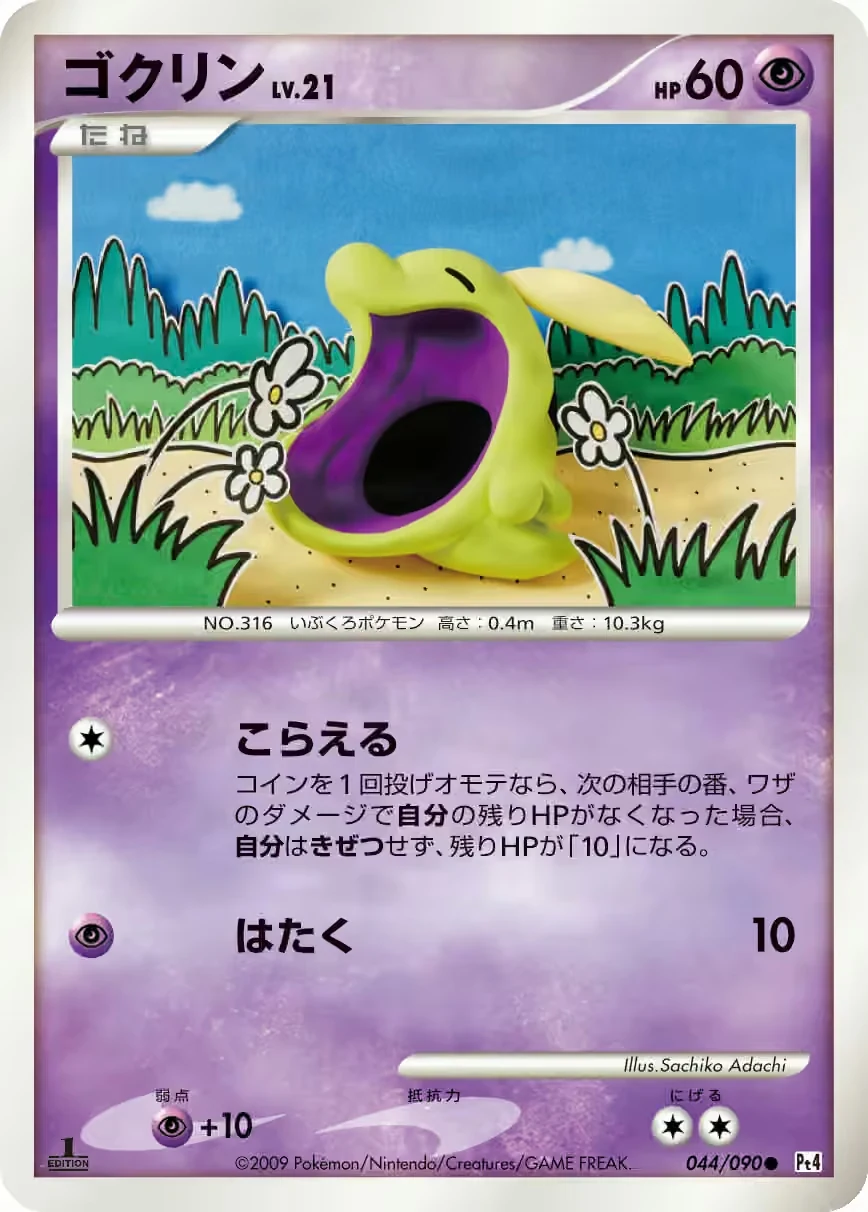 ゴクリン LV.21 HP 60
たね
NO.316 いぶくろポケモン 高さ：0.4m 重さ：10.3kg
こらえる
コインを1回投げオモテなら、次の相手の番、ワザ
のダメージで自分の残りHPがなくなった場合、
自分はきぜつせず、残りHPが「10」になる。
はたく 10
Illus.Sachiko Adachi
弱点 抵抗力 にげる
+10
1
EDITION
©2009 Pokémon/Nintendo/Creatures/GAME FREAK.
044/090 Pt4